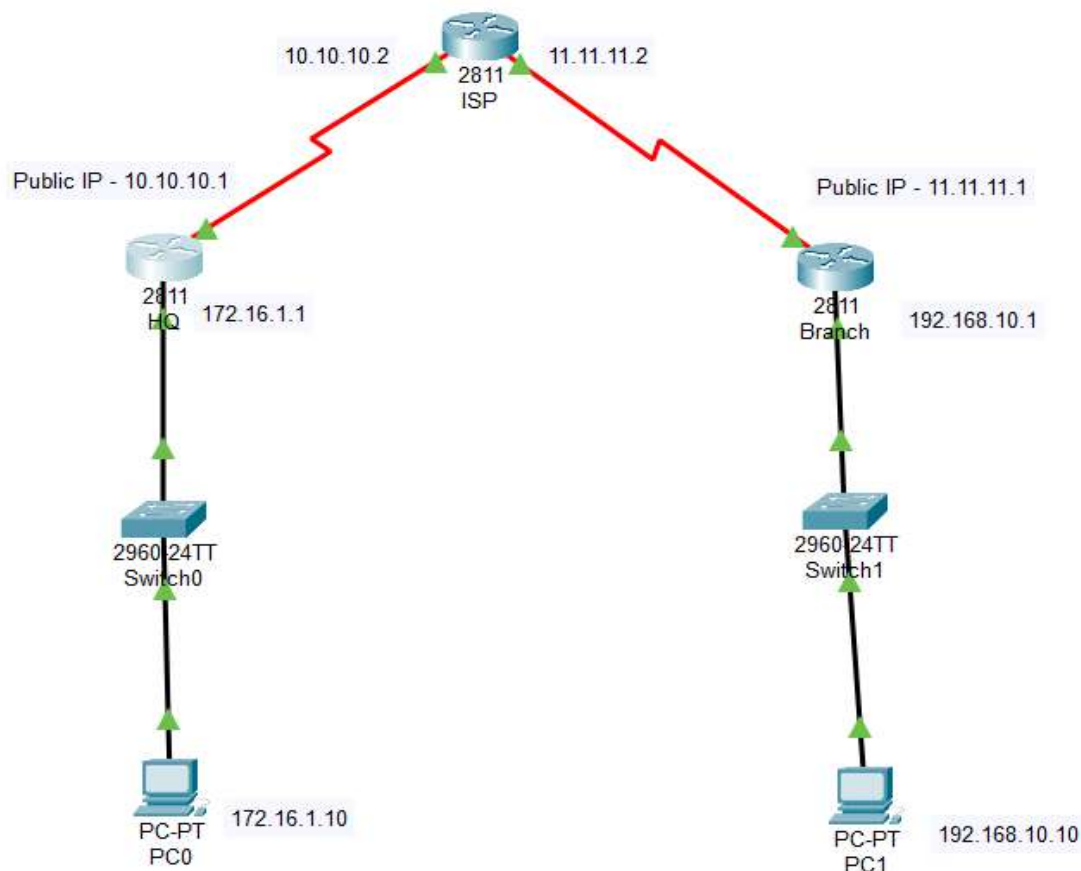 10.10.10.2
11.11.11.2
2811
ISP
Public IP - 10.10.10.1
Public IP - 11.11.11.1
2811
HQ
172.16.1.1
2811
Branch
192.168.10.1
2960-24TT
Switch0
2960-24TT
Switch1
PC-PT
PC0
172.16.1.10
PC-PT
PC1
192.168.10.10